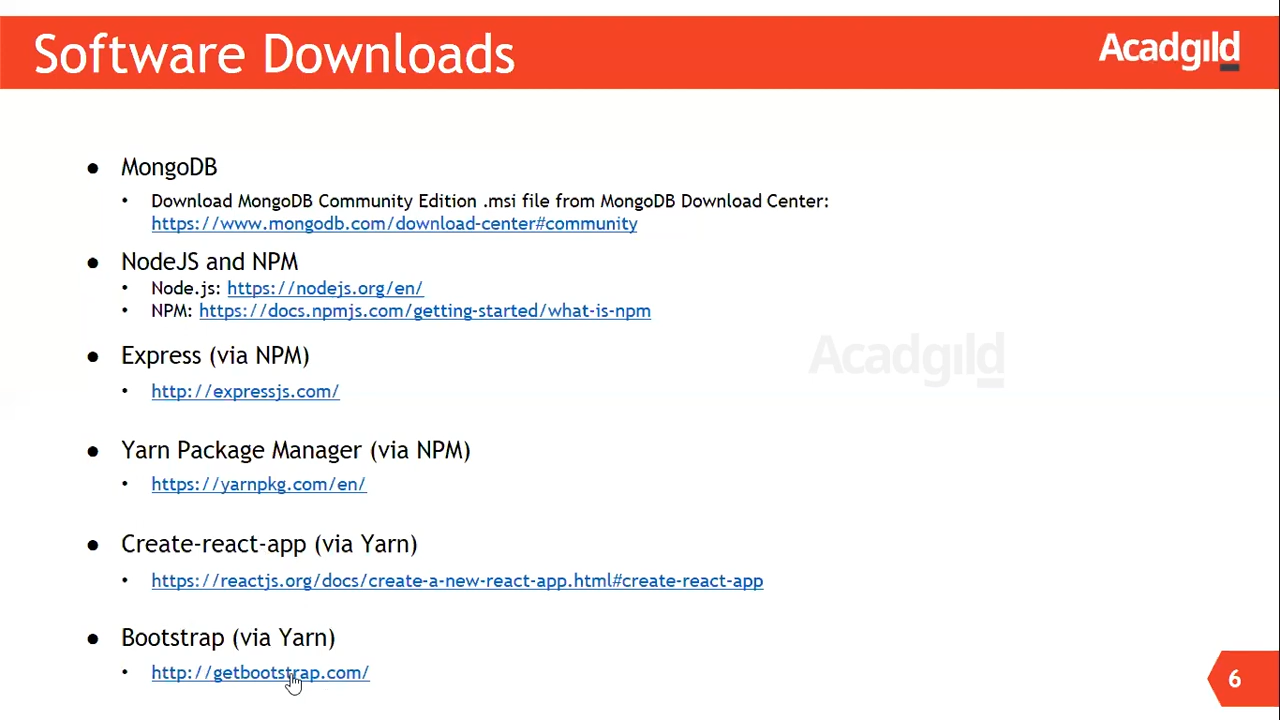 Software Downloads
Acadgild
● MongoDB
• Download MongoDB Community Edition .msi file from MongoDB Download Center:
https://www.mongodb.com/download-center#community
● NodeJS and NPM
• Node.js: https://nodejs.org/en/
• NPM: https://docs.npmjs.com/getting-started/what-is-npm
● Express (via NPM)
Acadgild
• http://expressjs.com/
● Yarn Package Manager (via NPM)
• https://yarnpkg.com/en/
● Create-react-app (via Yarn)
• https://reactjs.org/docs/create-a-new-react-app.html#create-react-app
● Bootstrap (via Yarn)
• http://getbootstrap.com/
6